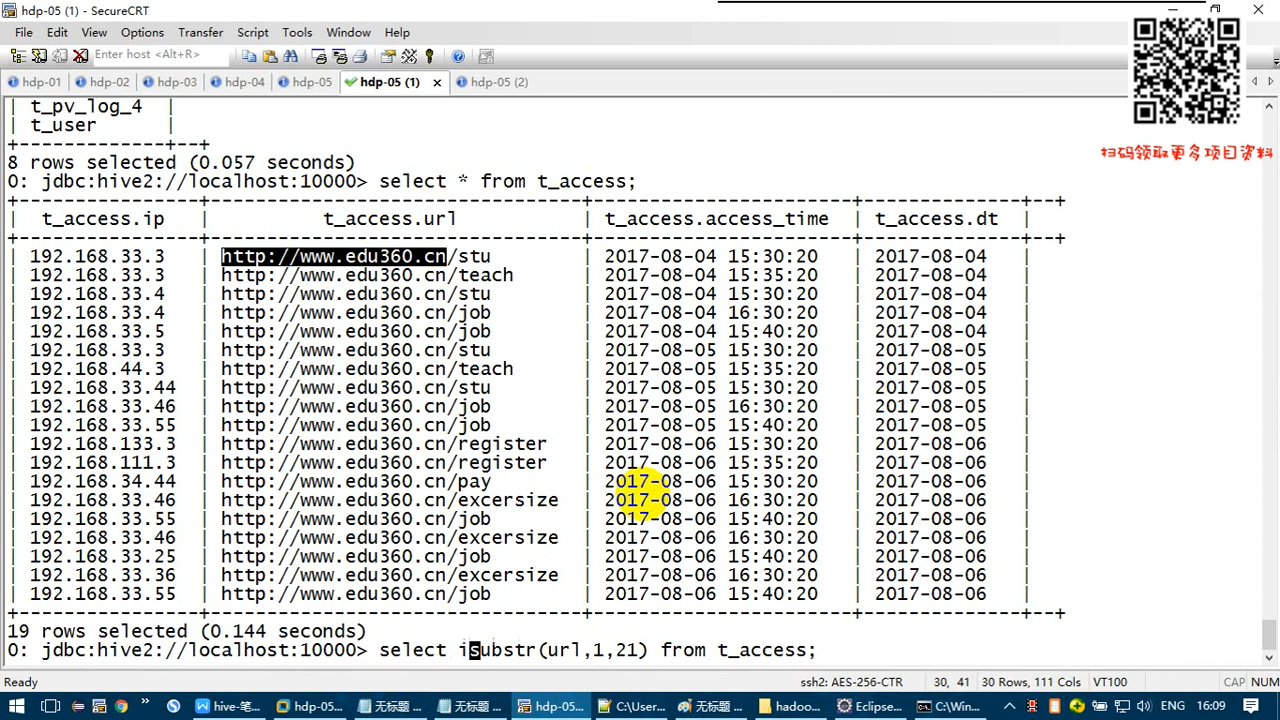 hdp-05 (1) - SecureCRT
File Edit View Options Transfer Script Tools Window Help
Enter host <Alt+R>
hdp-01 hdp-02 hdp-03 hdp-04 hdp-05 hdp-05 (1) hdp-05 (2)
扫码领取更多项目资料
| t_pv_log_4 |
| t_user |
+-------------+--+
8 rows selected (0.057 seconds)
0: jdbc:hive2://localhost:10000> select * from t_access;
| t_access.ip | t_access.url | t_access.access_time | t_access.dt |
| 192.168.33.3 | http://www.edu360.cn/stu | 2017-08-04 15:30:20 | 2017-08-04 |
| 192.168.33.3 | http://www.edu360.cn/teach | 2017-08-04 15:35:20 | 2017-08-04 |
| 192.168.33.4 | http://www.edu360.cn/stu | 2017-08-04 15:30:20 | 2017-08-04 |
| 192.168.33.4 | http://www.edu360.cn/job | 2017-08-04 16:30:20 | 2017-08-04 |
| 192.168.33.5 | http://www.edu360.cn/job | 2017-08-04 15:40:20 | 2017-08-04 |
| 192.168.33.3 | http://www.edu360.cn/stu | 2017-08-05 15:30:20 | 2017-08-05 |
| 192.168.44.3 | http://www.edu360.cn/teach | 2017-08-05 15:35:20 | 2017-08-05 |
| 192.168.33.44 | http://www.edu360.cn/stu | 2017-08-05 15:30:20 | 2017-08-05 |
| 192.168.33.46 | http://www.edu360.cn/job | 2017-08-05 16:30:20 | 2017-08-05 |
| 192.168.33.55 | http://www.edu360.cn/job | 2017-08-05 15:40:20 | 2017-08-05 |
| 192.168.133.3 | http://www.edu360.cn/register | 2017-08-06 15:30:20 | 2017-08-06 |
| 192.168.111.3 | http://www.edu360.cn/register | 2017-08-06 15:35:20 | 2017-08-06 |
| 192.168.34.44 | http://www.edu360.cn/pay | 2017-08-06 15:30:20 | 2017-08-06 |
| 192.168.33.46 | http://www.edu360.cn/excersize | 2017-08-06 16:30:20 | 2017-08-06 |
| 192.168.33.55 | http://www.edu360.cn/job | 2017-08-06 15:40:20 | 2017-08-06 |
| 192.168.33.46 | http://www.edu360.cn/excersize | 2017-08-06 16:30:20 | 2017-08-06 |
| 192.168.33.25 | http://www.edu360.cn/job | 2017-08-06 15:40:20 | 2017-08-06 |
| 192.168.33.36 | http://www.edu360.cn/excersize | 2017-08-06 16:30:20 | 2017-08-06 |
| 192.168.33.55 | http://www.edu360.cn/job | 2017-08-06 15:40:20 | 2017-08-06 |
19 rows selected (0.144 seconds)
0: jdbc:hive2://localhost:10000> select isubstr(url,1,21) from t_access;
Ready ssh2: AES-256-CTR 30, 41 30 Rows, 111 Cols VT100 CAP NUM
hive-笔... hdp-05... 无标题... 无标题... hdp-05... C:\User... 无标题... hadoo... Eclipse... C:\Win... ENG 16:09